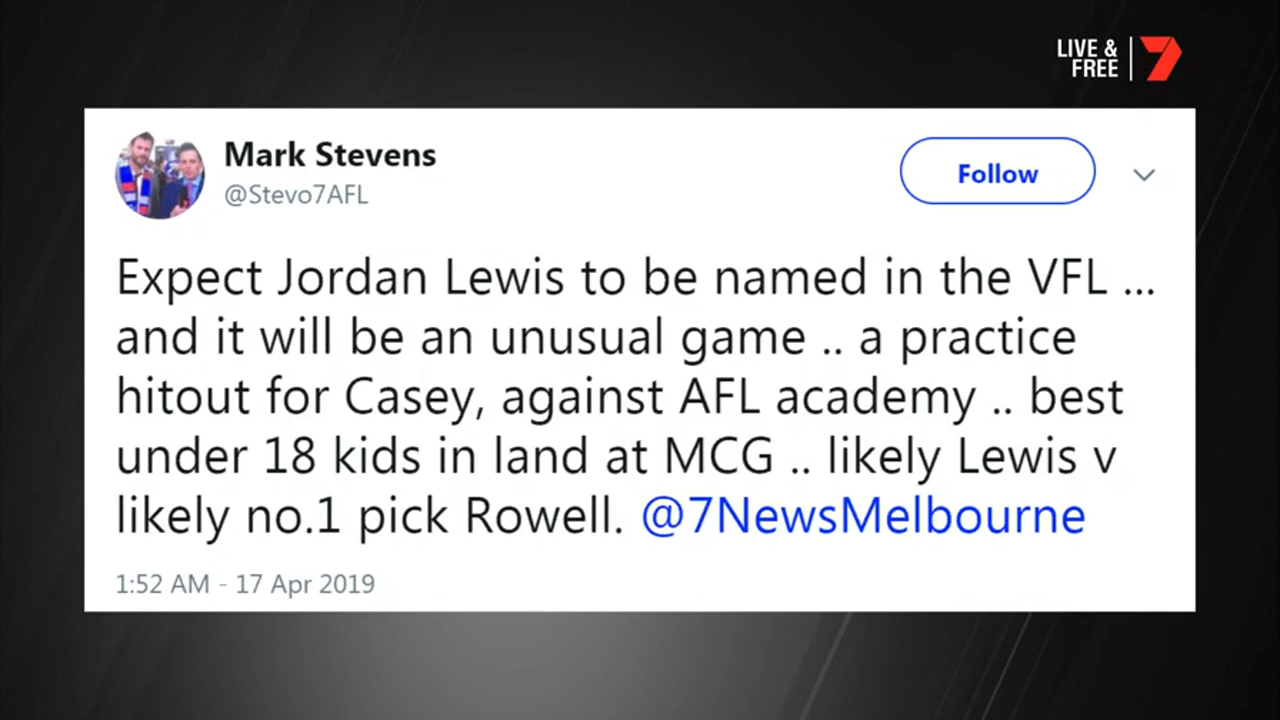 LIVE &
FREE
7
Mark Stevens
@Stevo7AFL
Follow
Expect Jordan Lewis to be named in the VFL ...
and it will be an unusual game .. a practice
hitout for Casey, against AFL academy .. best
under 18 kids in land at MCG .. likely Lewis v
likely no.1 pick Rowell. @7NewsMelbourne
1:52 AM - 17 Apr 2019